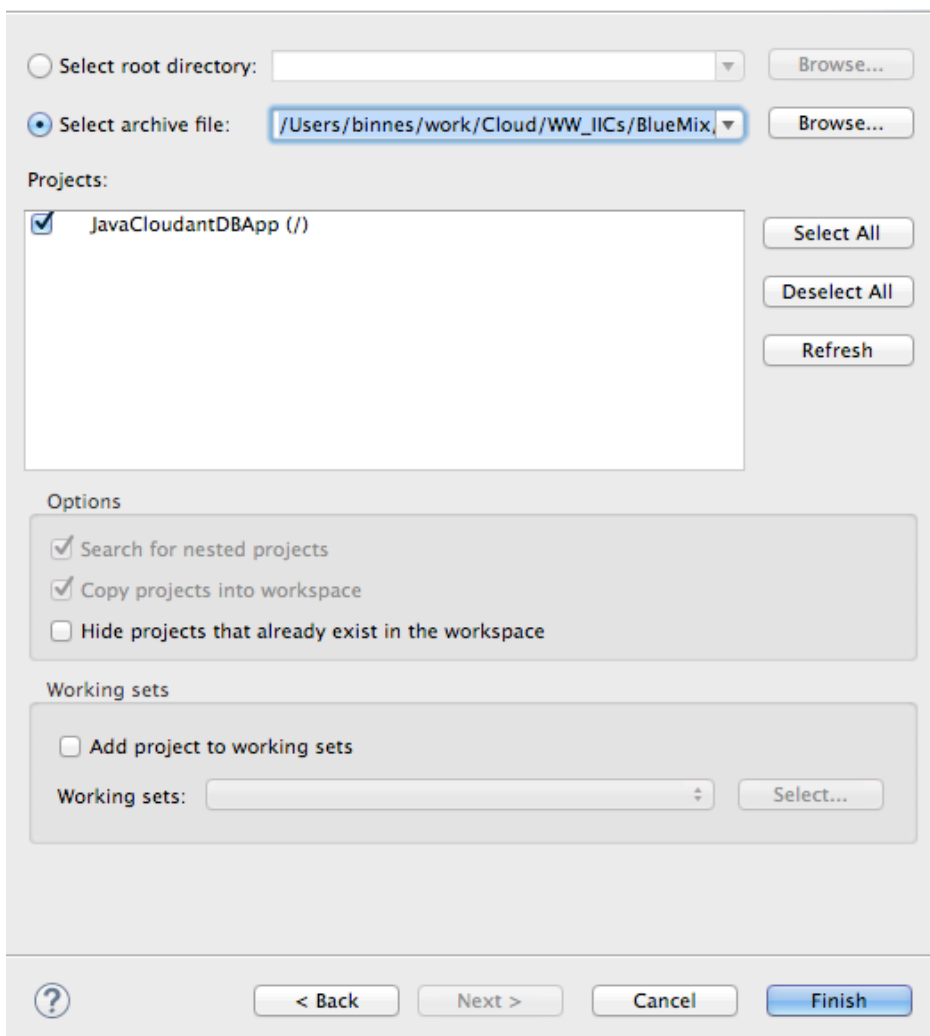 Select root directory: Browse...
Select archive file: /Users/binnes/work/Cloud/WW_IICs/BlueMix, Browse...
Projects:
JavaCloudantDBApp (/)
Select All
Deselect All
Refresh
Options
Search for nested projects
Copy projects into workspace
Hide projects that already exist in the workspace
Working sets
Add project to working sets
Working sets: Select...
? < Back Next > Cancel Finish